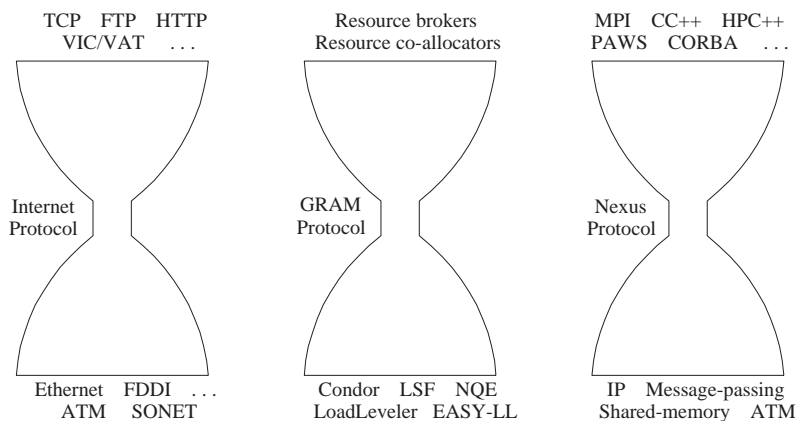 TCP FTP HTTP
VIC/VAT . . .
Internet
Protocol
Ethernet FDDI . . .
ATM SONET
Resource brokers
Resource co-allocators
GRAM
Protocol
Condor LSF NQE
LoadLeveler EASY-LL
MPI CC++ HPC++
PAWS CORBA . . .
Nexus
Protocol
IP Message-passing
Shared-memory ATM